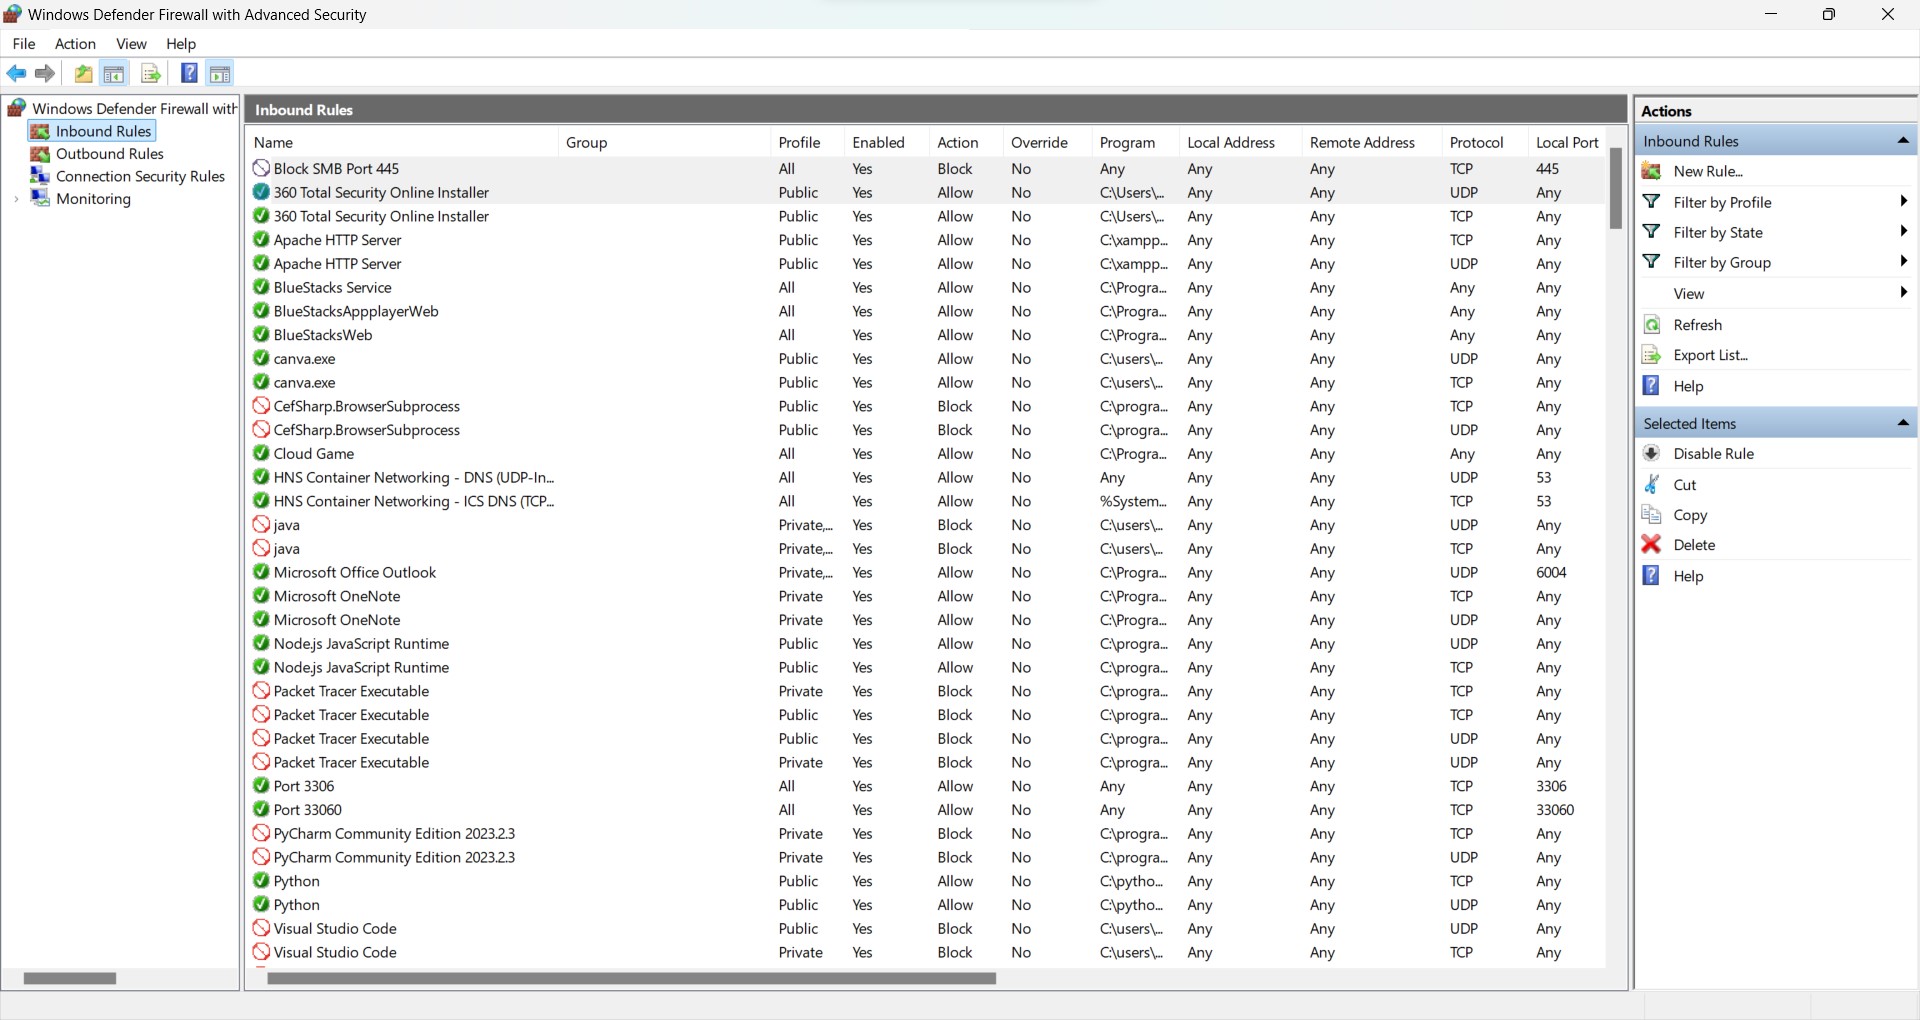 Windows Defender Firewall with Advanced Security
File Action View Help
Windows Defender Firewall with
Inbound Rules
Outbound Rules
Connection Security Rules
Monitoring
Inbound Rules
Name Group Profile Enabled Action Override Program Local Address Remote Address Protocol Local Port
Block SMB Port 445 All Yes Block No Any Any Any TCP 445
360 Total Security Online Installer Public Yes Allow No C:\Users\... Any Any UDP Any
360 Total Security Online Installer Public Yes Allow No C:\Users\... Any Any TCP Any
Apache HTTP Server Public Yes Allow No C:\xampp... Any Any TCP Any
Apache HTTP Server Public Yes Allow No C:\xampp... Any Any UDP Any
BlueStacks Service All Yes Allow No C:\Progra... Any Any Any Any
BlueStacksAppplayerWeb All Yes Allow No C:\Progra... Any Any Any Any
BlueStacksWeb All Yes Allow No C:\Progra... Any Any Any Any
canva.exe Public Yes Allow No C:\users\... Any Any UDP Any
canva.exe Public Yes Allow No C:\users\... Any Any TCP Any
CefSharp.BrowserSubprocess Public Yes Block No C:\progra... Any Any TCP Any
CefSharp.BrowserSubprocess Public Yes Block No C:\progra... Any Any UDP Any
Cloud Game All Yes Allow No C:\Progra... Any Any Any Any
HNS Container Networking - DNS (UDP-In... All Yes Allow No Any Any Any UDP 53
HNS Container Networking - ICS DNS (TCP... All Yes Allow No %System... Any Any TCP 53
java Private,... Yes Block No C:\users\... Any Any UDP Any
java Private,... Yes Block No C:\users\... Any Any TCP Any
Microsoft Office Outlook Private,... Yes Allow No C:\Progra... Any Any UDP 6004
Microsoft OneNote Private Yes Allow No C:\Progra... Any Any TCP Any
Microsoft OneNote Private Yes Allow No C:\Progra... Any Any UDP Any
Node.js JavaScript Runtime Public Yes Allow No C:\progra... Any Any UDP Any
Node.js JavaScript Runtime Public Yes Allow No C:\progra... Any Any TCP Any
Packet Tracer Executable Private Yes Block No C:\progra... Any Any TCP Any
Packet Tracer Executable Public Yes Block No C:\progra... Any Any TCP Any
Packet Tracer Executable Public Yes Block No C:\progra... Any Any UDP Any
Packet Tracer Executable Private Yes Block No C:\progra... Any Any UDP Any
Port 3306 All Yes Allow No Any Any Any TCP 3306
Port 33060 All Yes Allow No Any Any Any TCP 33060
PyCharm Community Edition 2023.2.3 Private Yes Block No C:\progra... Any Any TCP Any
PyCharm Community Edition 2023.2.3 Private Yes Block No C:\progra... Any Any UDP Any
Python Public Yes Allow No C:\pytho... Any Any TCP Any
Python Public Yes Allow No C:\pytho... Any Any UDP Any
Visual Studio Code Public Yes Block No C:\users\... Any Any UDP Any
Visual Studio Code Private Yes Block No C:\users\... Any Any TCP Any
Actions
Inbound Rules
New Rule...
Filter by Profile
Filter by State
Filter by Group
View
Refresh
Export List...
Help
Selected Items
Disable Rule
Cut
Copy
Delete
Help